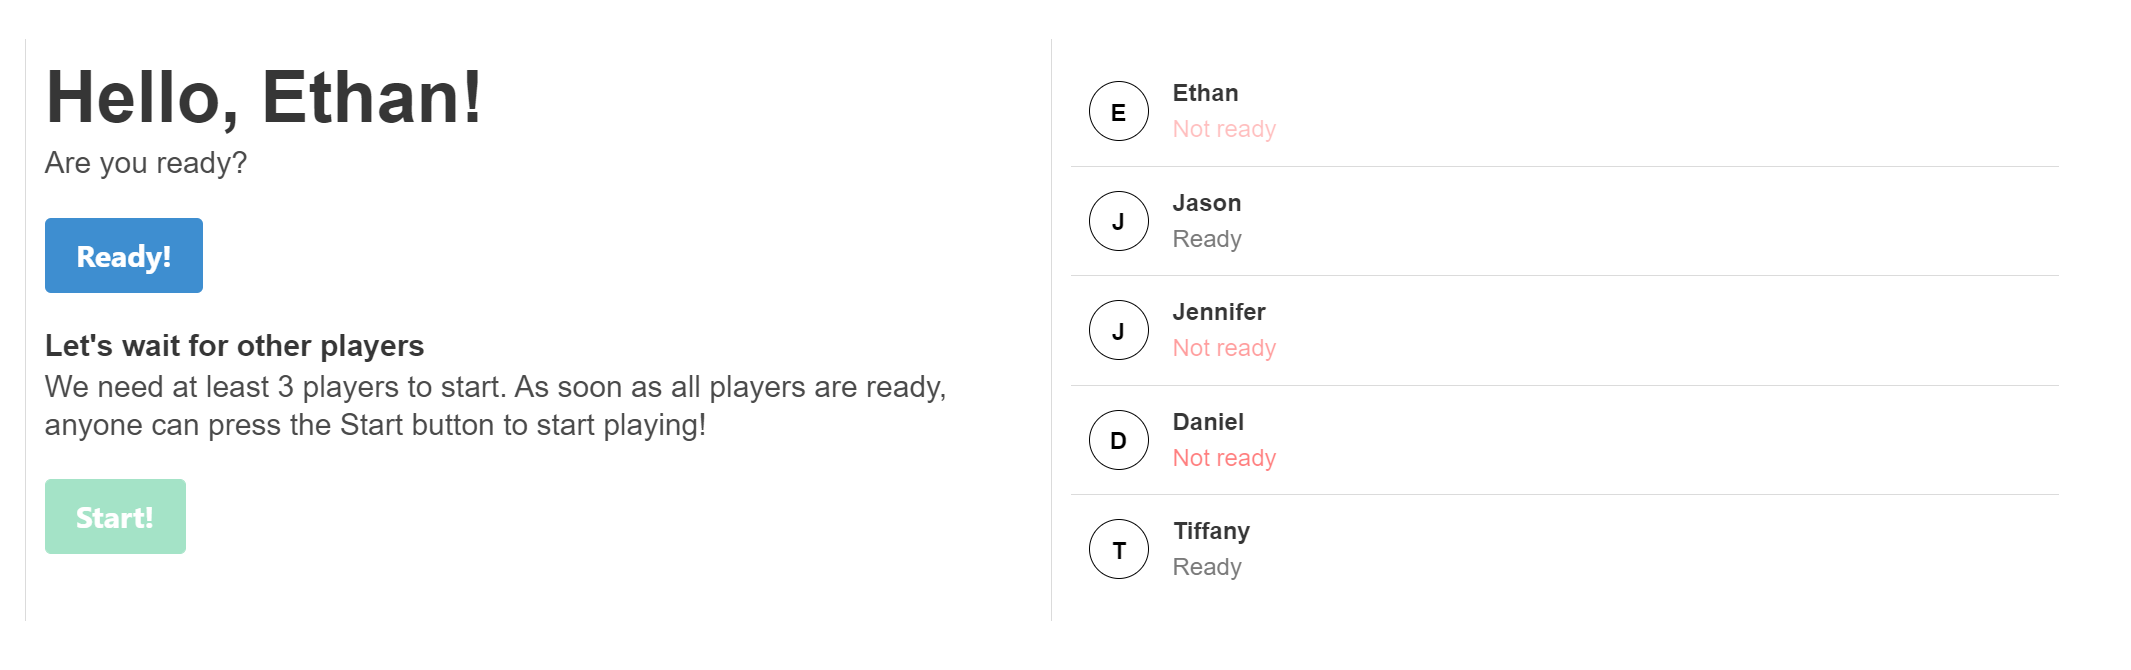 Hello, Ethan!
Are you ready?
Ready!
Let's wait for other players
We need at least 3 players to start. As soon as all players are ready,
anyone can press the Start button to start playing!
Start!
E
Ethan
Not ready
J
Jason
Ready
J
Jennifer
Not ready
D
Daniel
Not ready
T
Tiffany
Ready